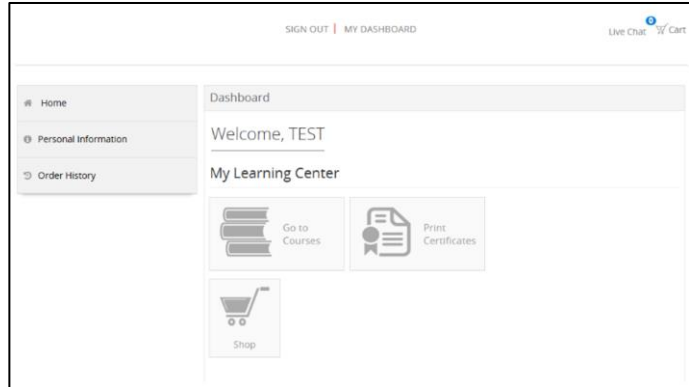 SIGN OUT | MY DASHBOARD
Live Chat 0 Cart
Home
Personal Information
Order History
Dashboard
Welcome, TEST
My Learning Center
Go to
Courses
Print
Certificates
Shop